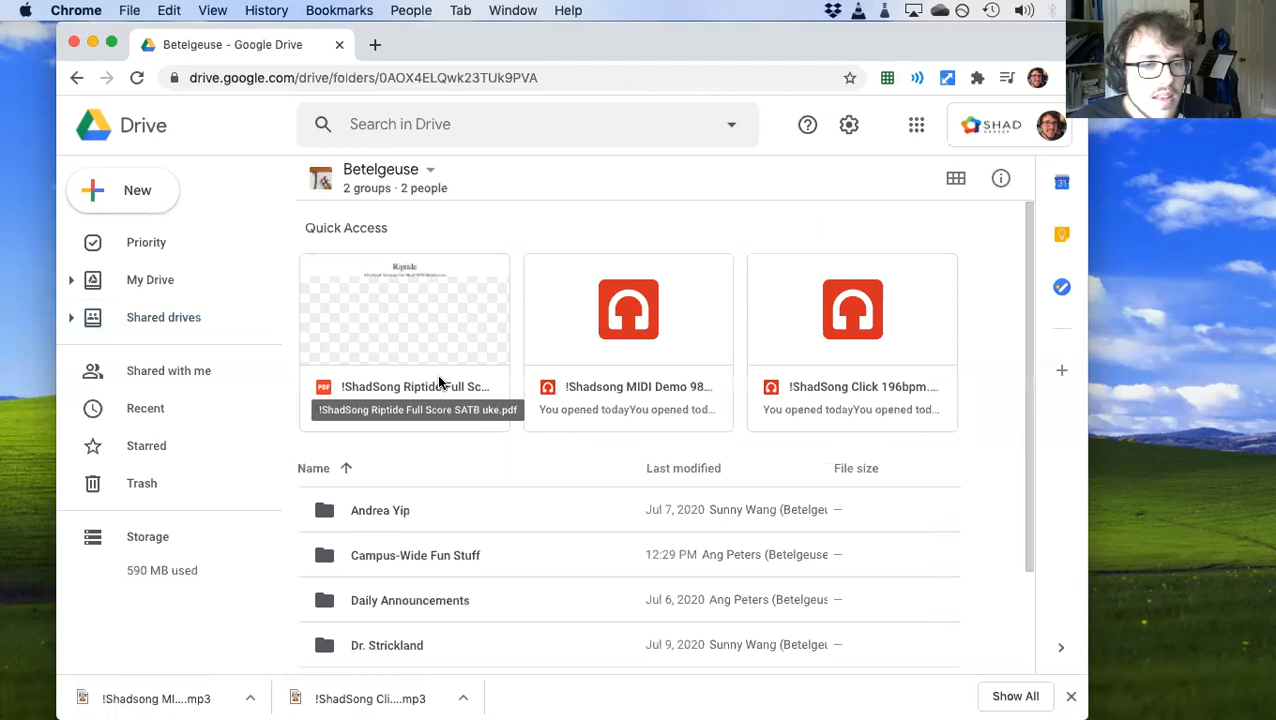 Chrome File Edit View History Bookmarks People Tab Window Help
Betelgeuse - Google Drive
drive.google.com/drive/folders/0AOX4ELQwk23TUk9PVA
Drive
Search in Drive
SHAD
New
Betelgeuse
2 groups · 2 people
Priority
My Drive
Shared drives
Shared with me
Recent
Starred
Trash
Storage
590 MB used
Quick Access
Riptide
PDF !ShadSong Riptide Full Sc...
!ShadSong Riptide Full Score SATB uke.pdf
!Shadsong MIDI Demo 98...
You opened todayYou opened tod...
!ShadSong Click 196bpm....
You opened todayYou opened tod...
Name Last modified File size
Andrea Yip Jul 7, 2020 Sunny Wang (Betelgeu —
Campus-Wide Fun Stuff 12:29 PM Ang Peters (Betelgeuse —
Daily Announcements Jul 6, 2020 Ang Peters (Betelgeus —
Dr. Strickland Jul 9, 2020 Sunny Wang (Betelgeu —
31
!Shadsong MI....mp3
!ShadSong Cli....mp3
Show All